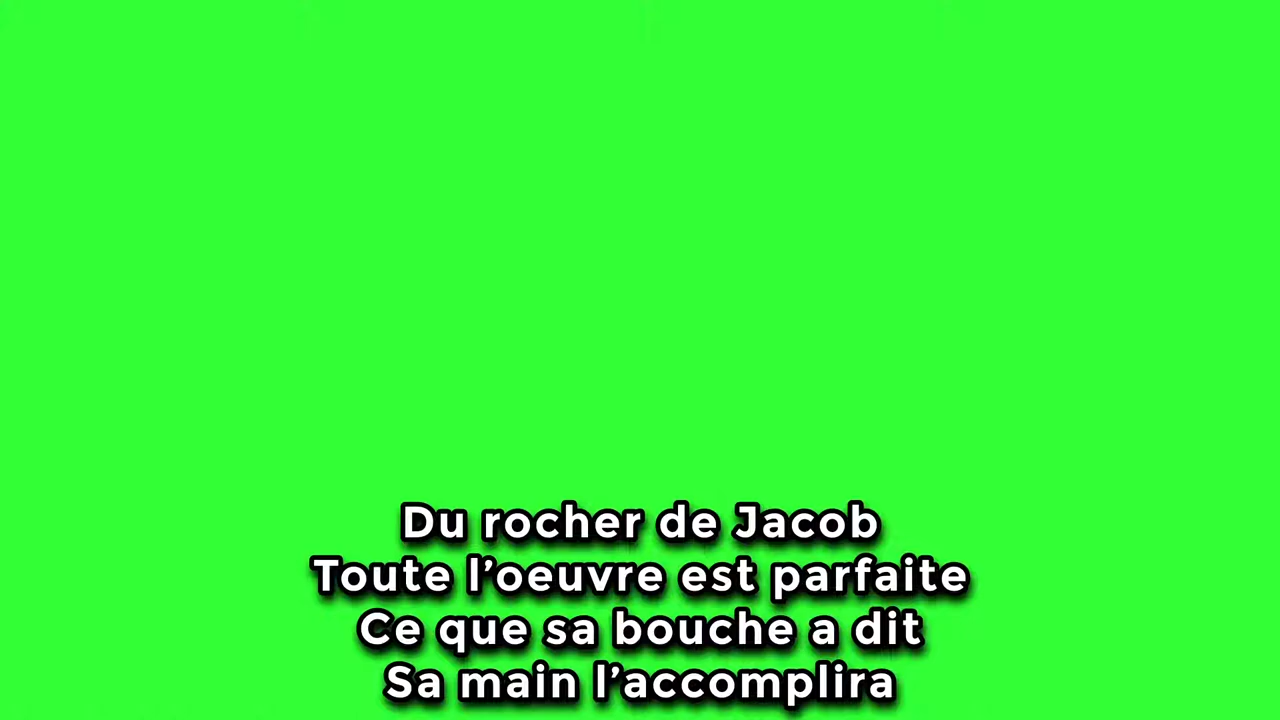 Du rocher de Jacob
Toute l’oeuvre est parfaite
Ce que sa bouche a dit
Sa main l’accomplira